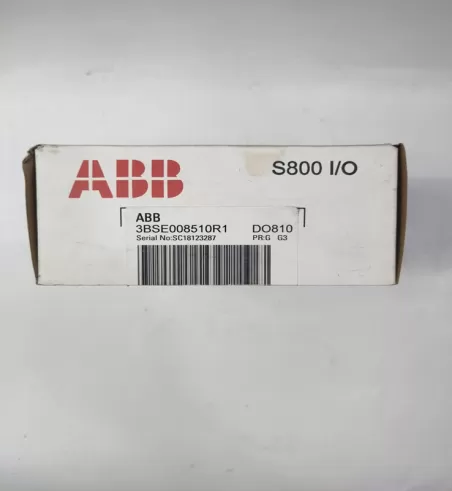 ABB
S800 I/O
ABB
3BSE008510R1 DO810
Serial No:SC18123287 PR:G G3